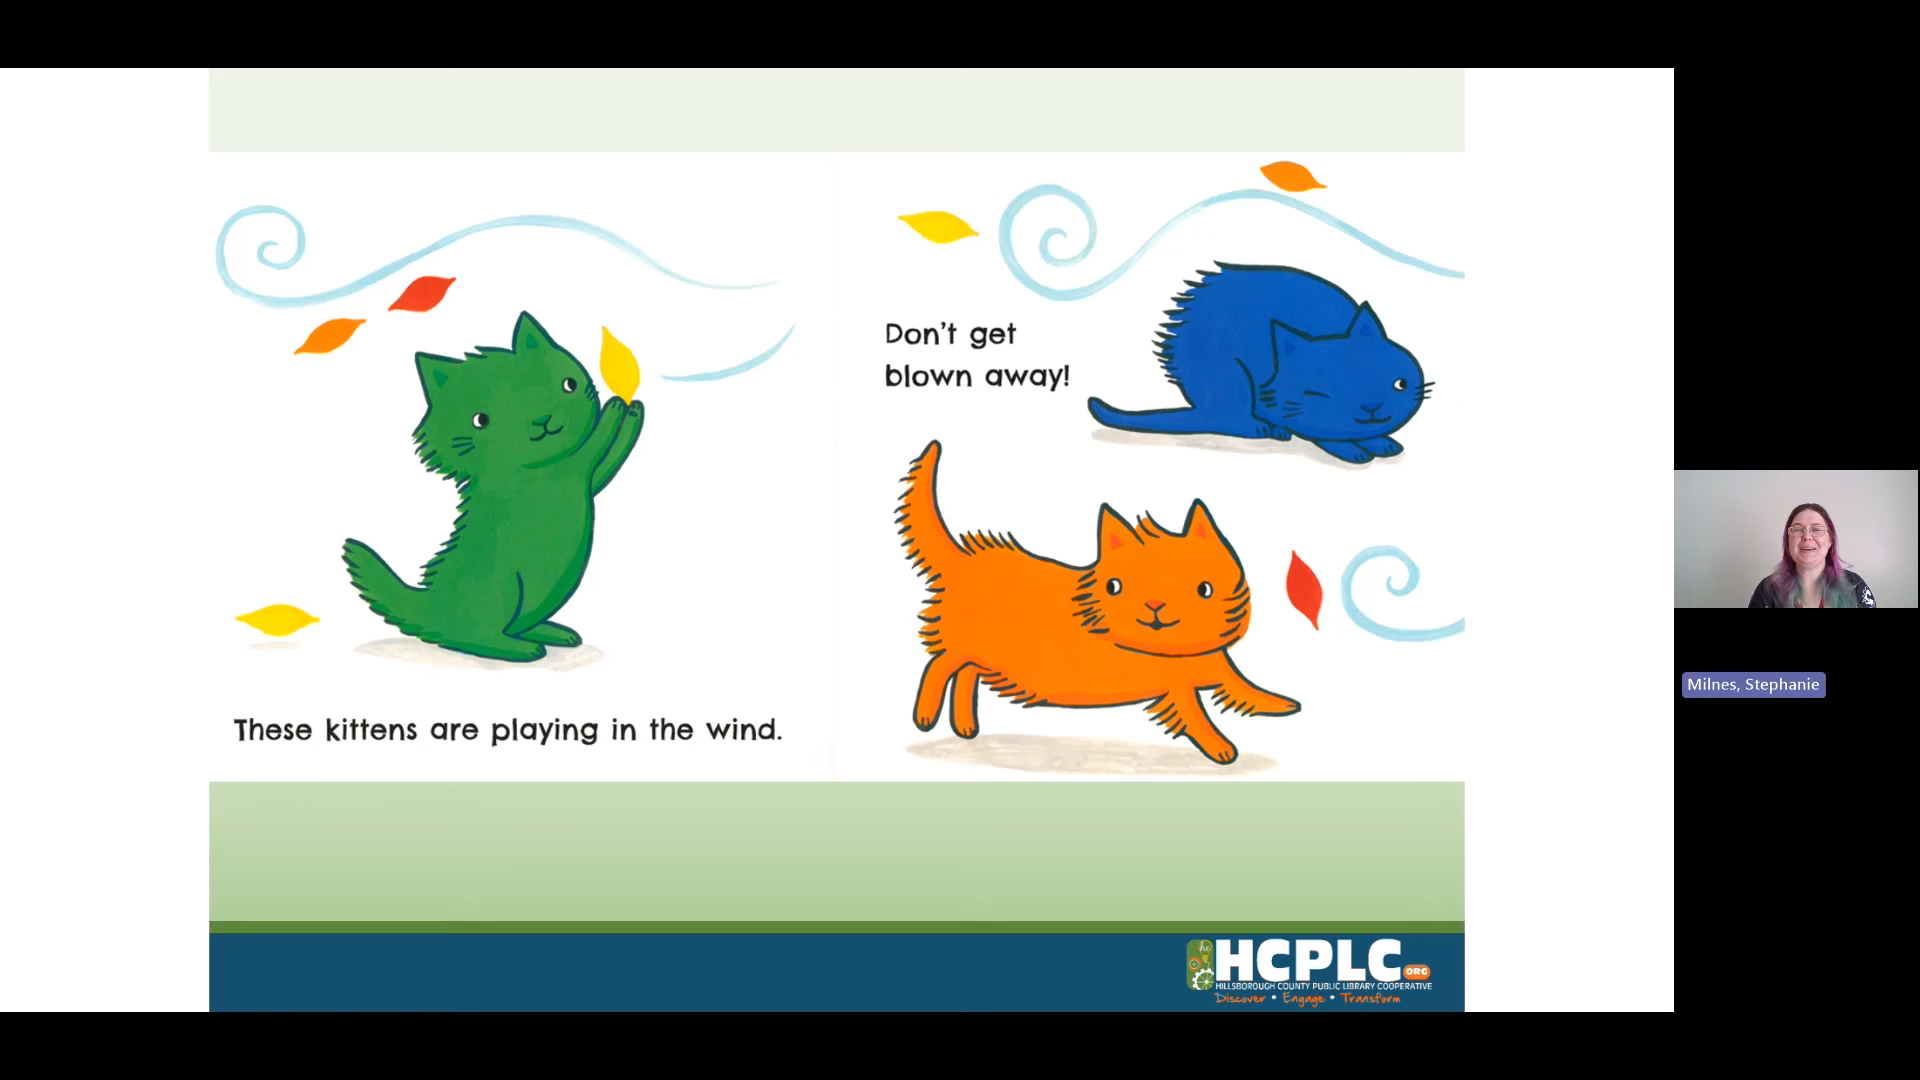 These kittens are playing in the wind.
Don't get
blown away!
Milnes, Stephanie
hc
HCPLC ORG
HILLSBOROUGH COUNTY PUBLIC LIBRARY COOPERATIVE
Discover • Engage • Transform